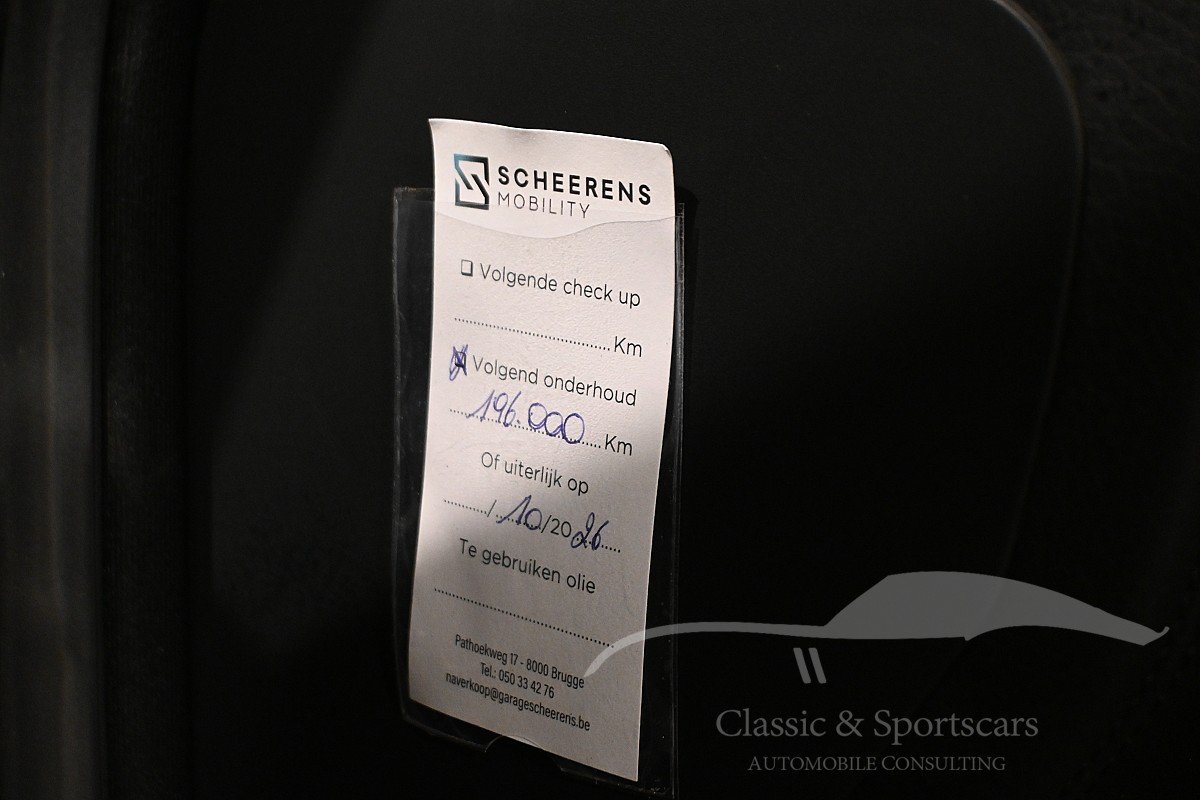 SCHEERENS
MOBILITY
Volgende check up
....................................Km
Volgend onderhoud
196.000 Km
Of uiterlijk op
........../10/2026
Te gebruiken olie
Pathoekweg 17 - 8000 Brugge
Tel.: 050 33 42 76
naverkoop@garagescheerens.be
Classic & Sportscars
AUTOMOBILE CONSULTING